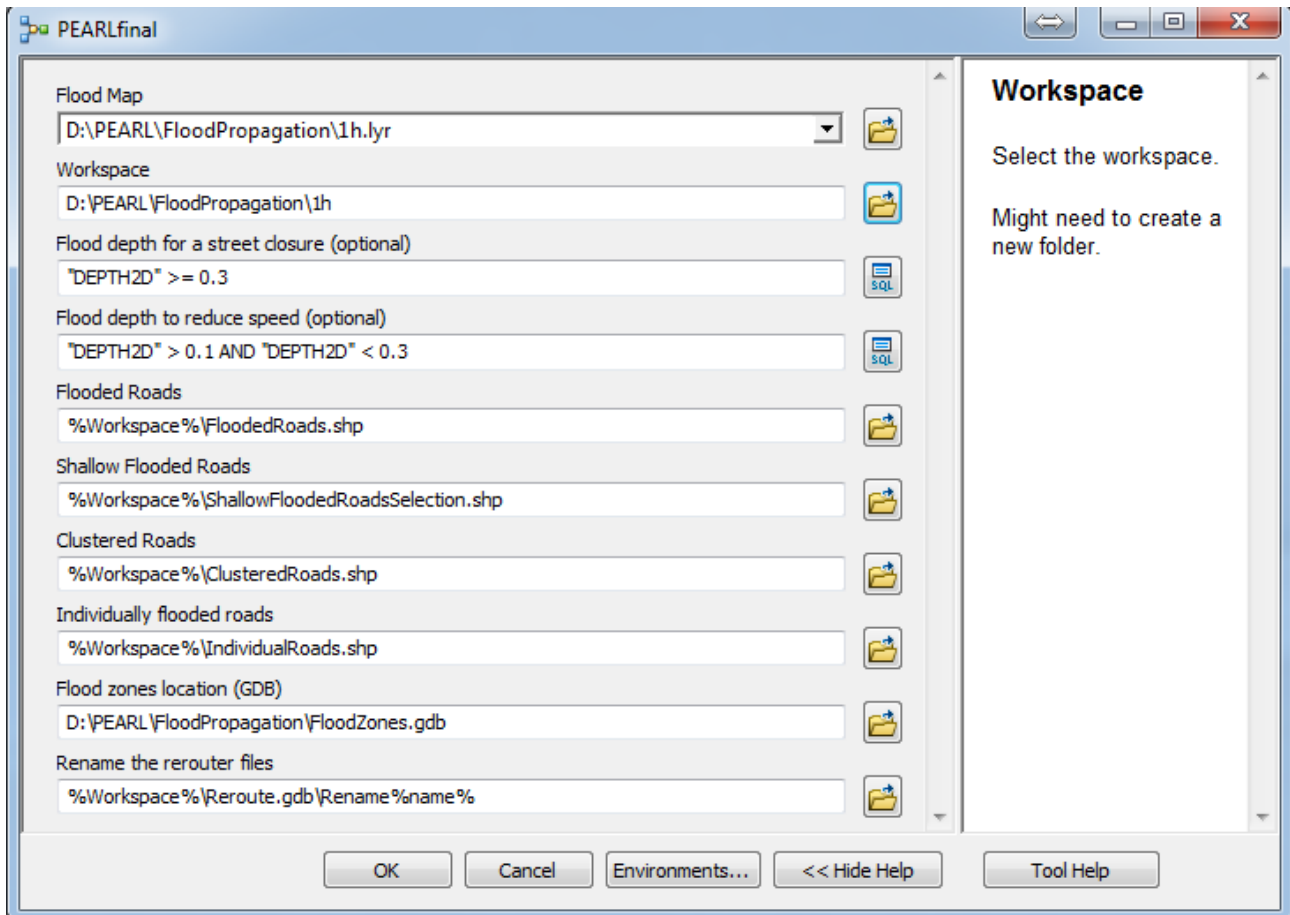 PEARLfinal
Flood Map
D:\PEARL\FloodPropagation\1h.lyr
Workspace
D:\PEARL\FloodPropagation\1h
Flood depth for a street closure (optional)
"DEPTH2D" >= 0.3
SQL
Flood depth to reduce speed (optional)
"DEPTH2D" > 0.1 AND "DEPTH2D" < 0.3
SQL
Flooded Roads
%Workspace%\FloodedRoads.shp
Shallow Flooded Roads
%Workspace%\ShallowFloodedRoadsSelection.shp
Clustered Roads
%Workspace%\ClusteredRoads.shp
Individually flooded roads
%Workspace%\IndividualRoads.shp
Flood zones location (GDB)
D:\PEARL\FloodPropagation\FloodZones.gdb
Rename the rerouter files
%Workspace%\Reroute.gdb\Rename%name%
Workspace
Select the workspace.
Might need to create a
new folder.
OK
Cancel
Environments...
<< Hide Help
Tool Help